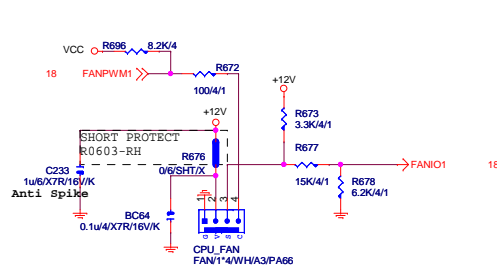 VCC
R696
8.2K/4
18
FANPWM1
R672
100/4/1
+12V
+12V
R673
3.3K/4/1
SHORT PROTECT
R0603-RH
R676
0/6/SHT/X
R677
15K/4/1
FANIO1
18
C233
1u/6/X7R/16V//K
Anti Spike
R678
6.2K/4/1
BC64
0.1u/4/X7R/16V//K
1
2
3
4
G
V
S
C
CPU_FAN
FAN/1*4/WH/A3/PA66